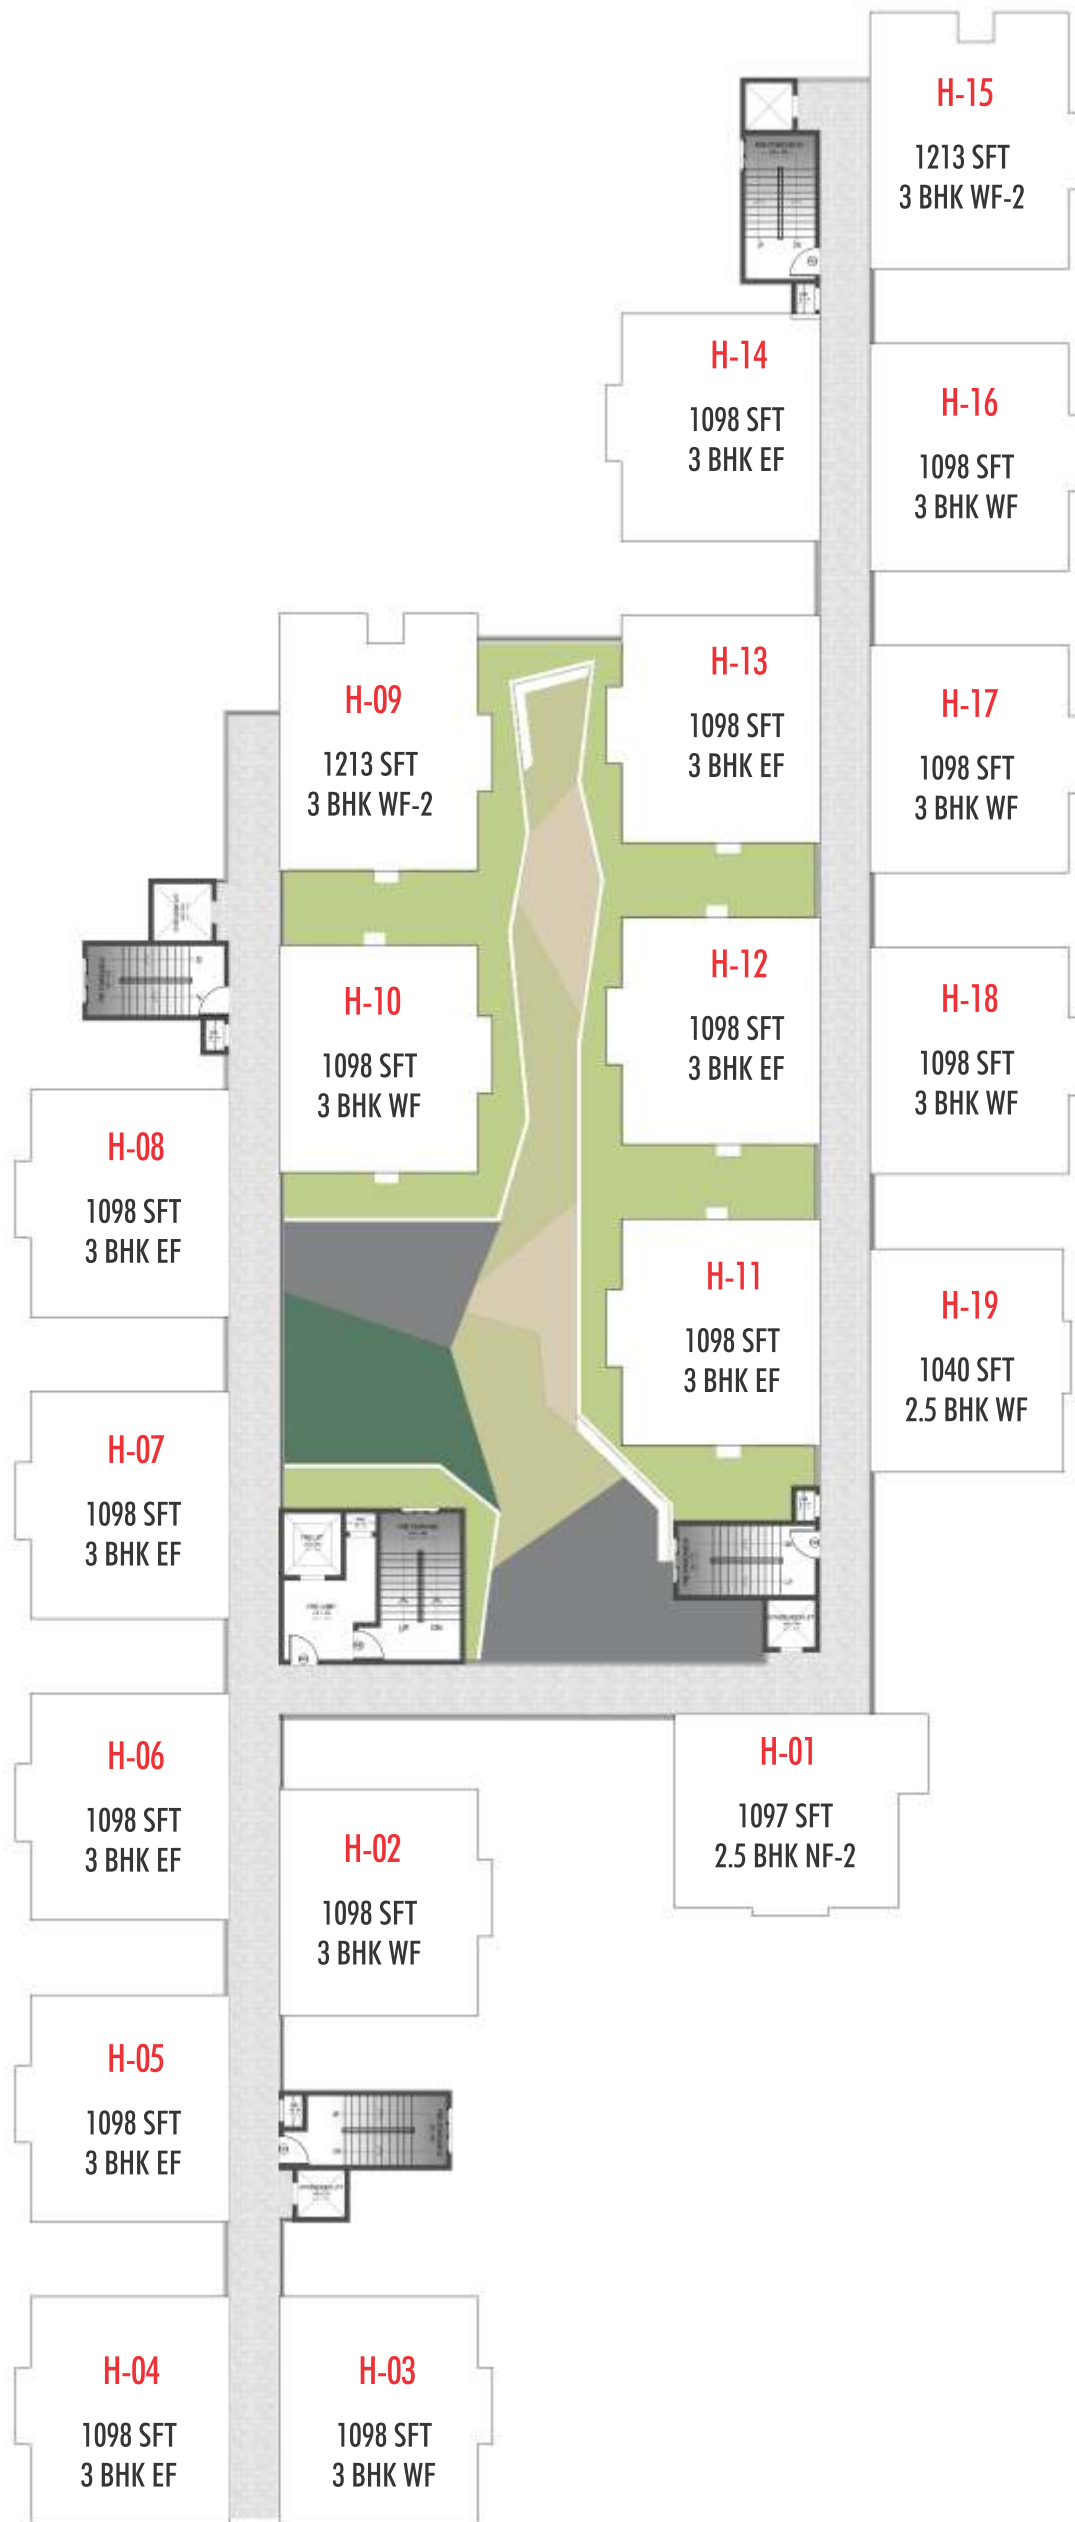 H-15
1213 SFT
3 BHK WF-2
H-14
1098 SFT
3 BHK EF
H-16
1098 SFT
3 BHK WF
H-09
1213 SFT
3 BHK WF-2
H-13
1098 SFT
3 BHK EF
H-17
1098 SFT
3 BHK WF
H-10
1098 SFT
3 BHK WF
H-12
1098 SFT
3 BHK EF
H-18
1098 SFT
3 BHK WF
H-08
1098 SFT
3 BHK EF
H-11
1098 SFT
3 BHK EF
H-19
1040 SFT
2.5 BHK WF
H-07
1098 SFT
3 BHK EF
UP
DN
H-06
1098 SFT
3 BHK EF
H-02
1098 SFT
3 BHK WF
H-01
1097 SFT
2.5 BHK NF-2
H-05
1098 SFT
3 BHK EF
H-04
1098 SFT
3 BHK EF
H-03
1098 SFT
3 BHK WF